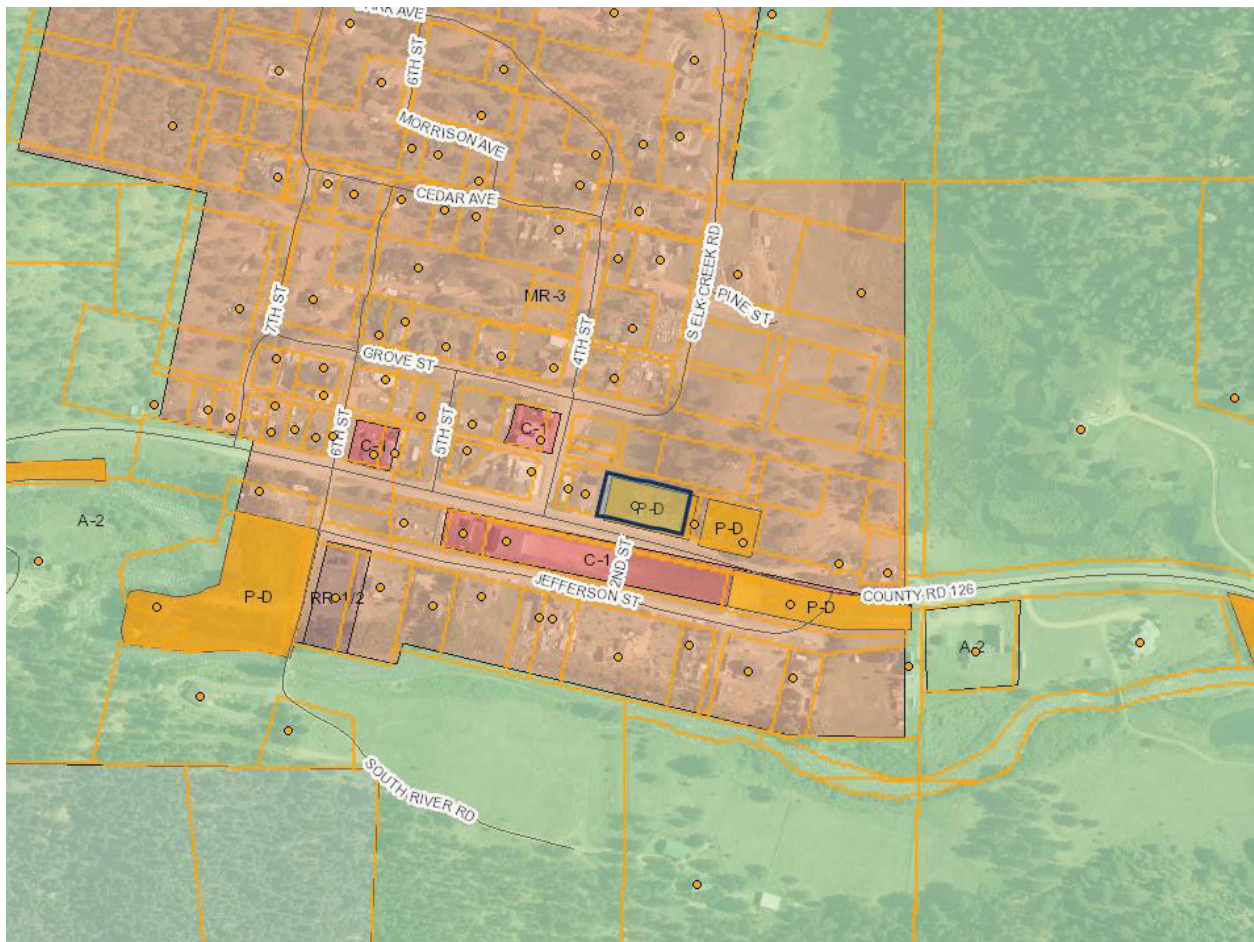 ARK AVE
6TH ST
MORRISON AVE
CEDAR AVE
S ELK CREEK RD
PINE ST
MR-3
7TH ST
4TH ST
GROVE ST
6TH ST
5TH ST
C-1
C-1
P-D
P-D
A-2
C-1
2ND ST
JEFFERSON ST
P-D
RR-1/2
P-D
COUNTY RD 126
A-2
SOUTH RIVER RD